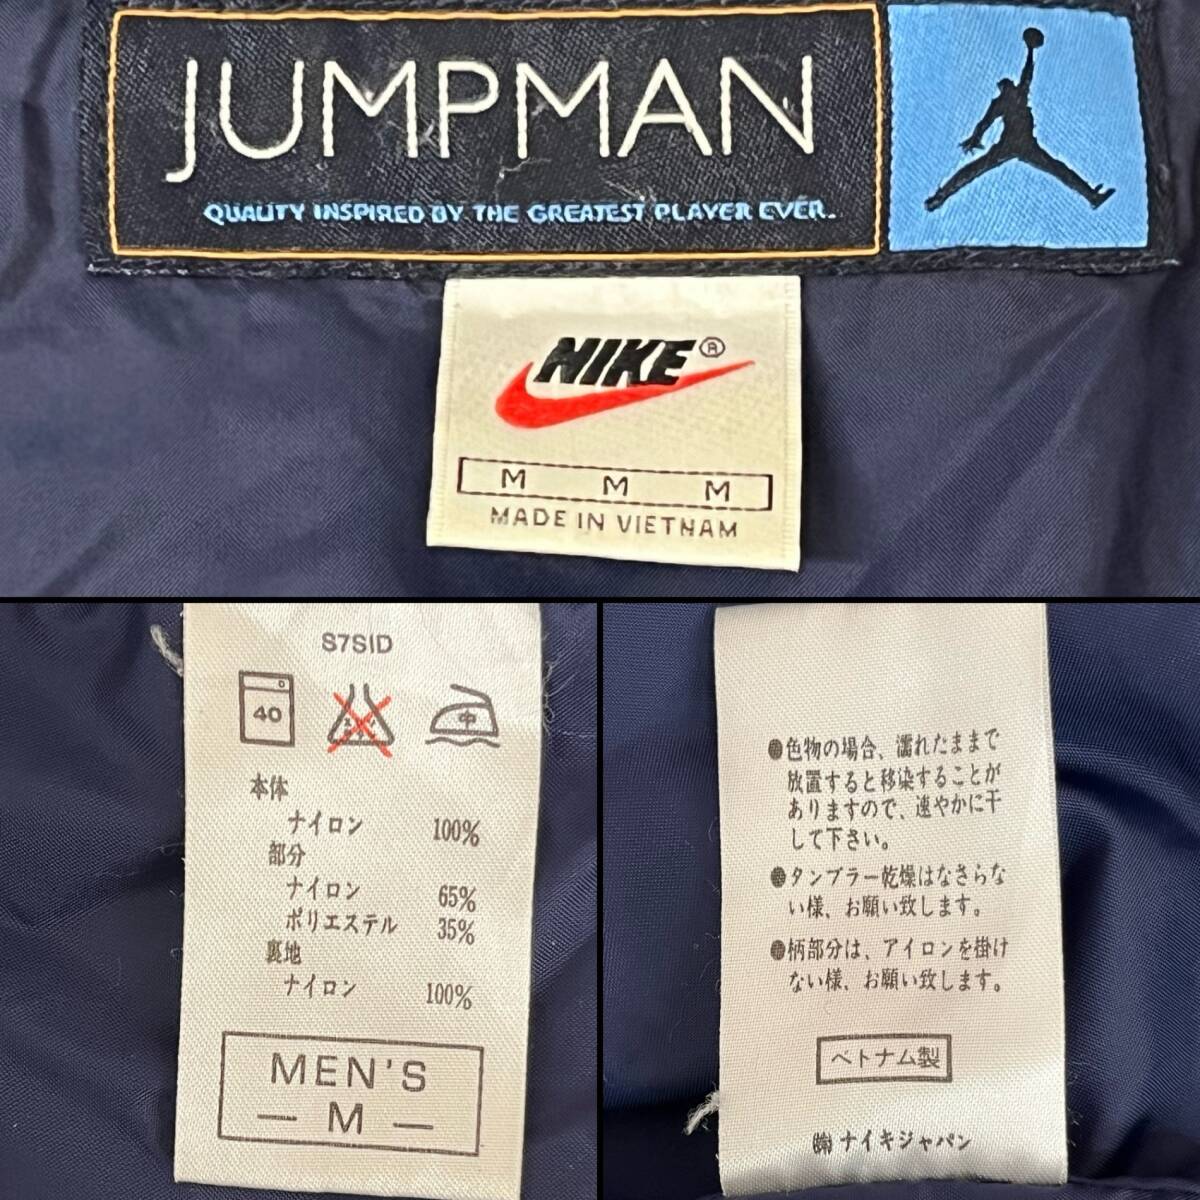 JUMPMAN
QUALITY INSPIRED BY THE GREATEST PLAYER EVER.
NIKE®
M M M
MADE IN VIETNAM
S7SID
40
中
本体
ナイロン 100%
部分
ナイロン 65%
ポリエステル 35%
裏地
ナイロン 100%
MEN'S
— M —
●色物の場合、濡れたままで
放置すると移染することが
ありますので、速やかに干
して下さい。
●タンブラー乾燥はなさらな
い様、お願い致します。
●柄部分は、アイロンを掛け
ない様、お願い致します。
ベトナム製
㈱ナイキジャパン